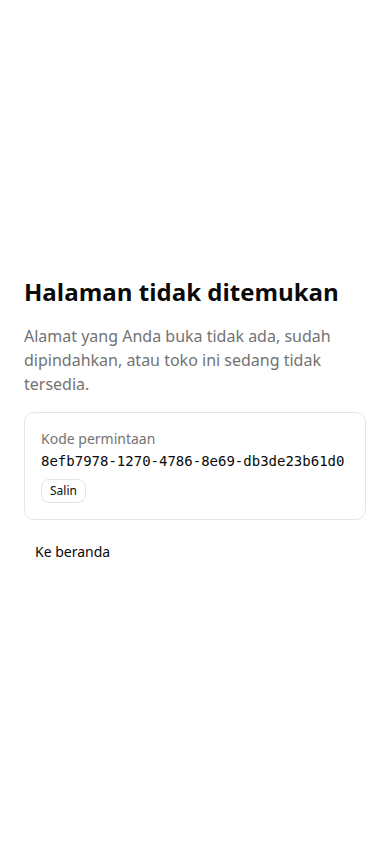 Halaman tidak ditemukan
Alamat yang Anda buka tidak ada, sudah
dipindahkan, atau toko ini sedang tidak
tersedia.
Kode permintaan
8efb7978-1270-4786-8e69-db3de23b61d0
Salin
Ke beranda